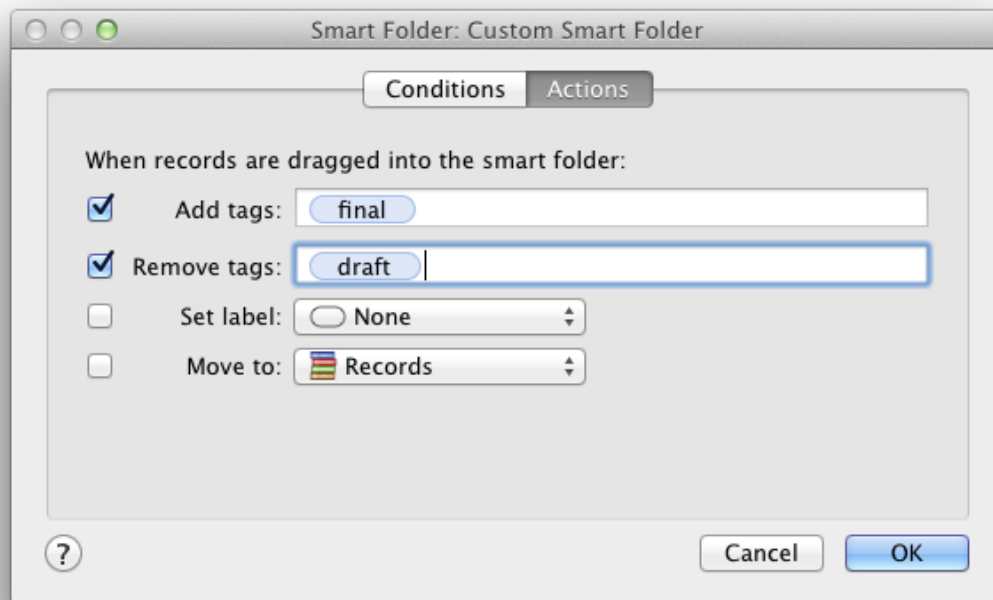 Smart Folder: Custom Smart Folder
Conditions Actions
When records are dragged into the smart folder:
Add tags: final
Remove tags: draft
Set label: None
Move to: Records
? Cancel OK